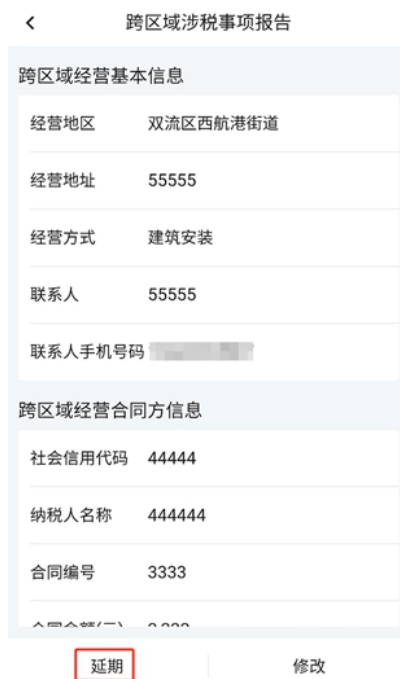 跨区域涉税事项报告
跨区域经营基本信息
经营地区 双流区西航港街道
经营地址 55555
经营方式 建筑安装
联系人 55555
联系人手机号码
跨区域经营合同方信息
社会信用代码 44444
纳税人名称 444444
合同编号 3333
延期 修改